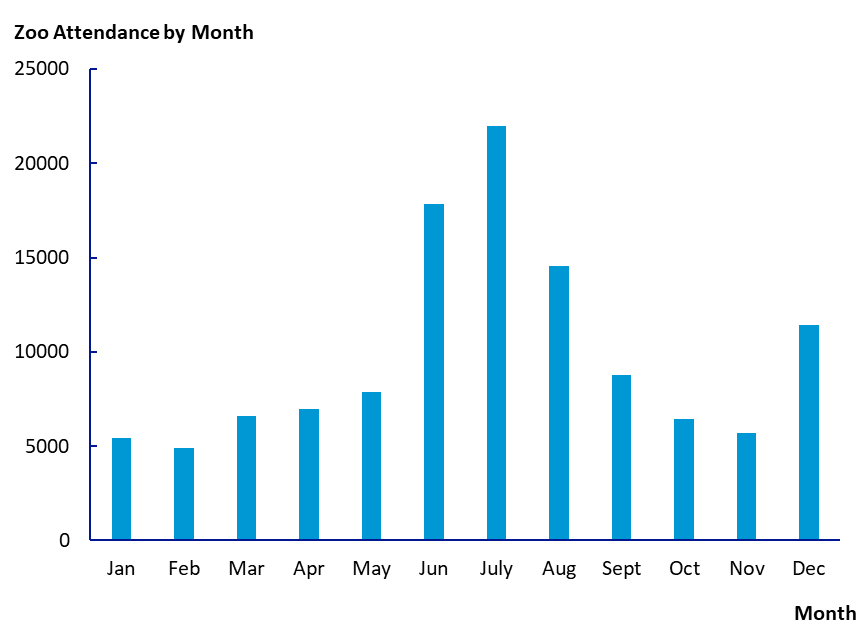 Zoo Attendance by Month
25000
20000
15000
10000
5000
0
Jan Feb Mar Apr May Jun July Aug Sept Oct Nov Dec
Month